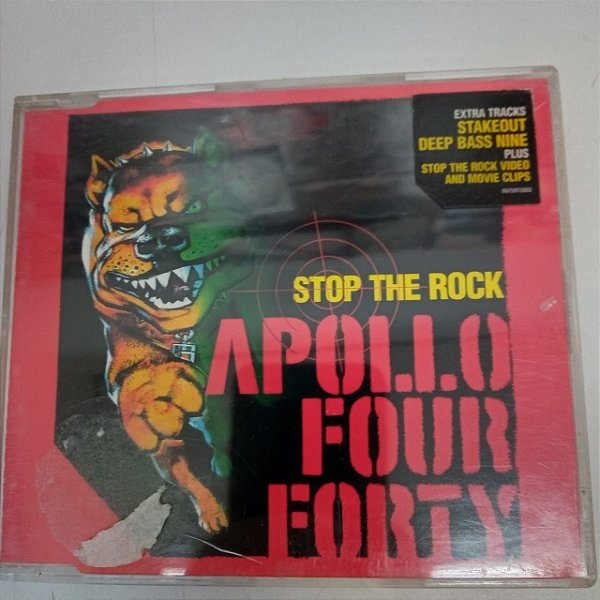 EXTRA TRACKS
STAKEOUT
DEEP BASS NINE
PLUS
STOP THE ROCK VIDEO
AND MOVIE CLIPS
STOP THE ROCK
APOLLO
FOUR
FORTY